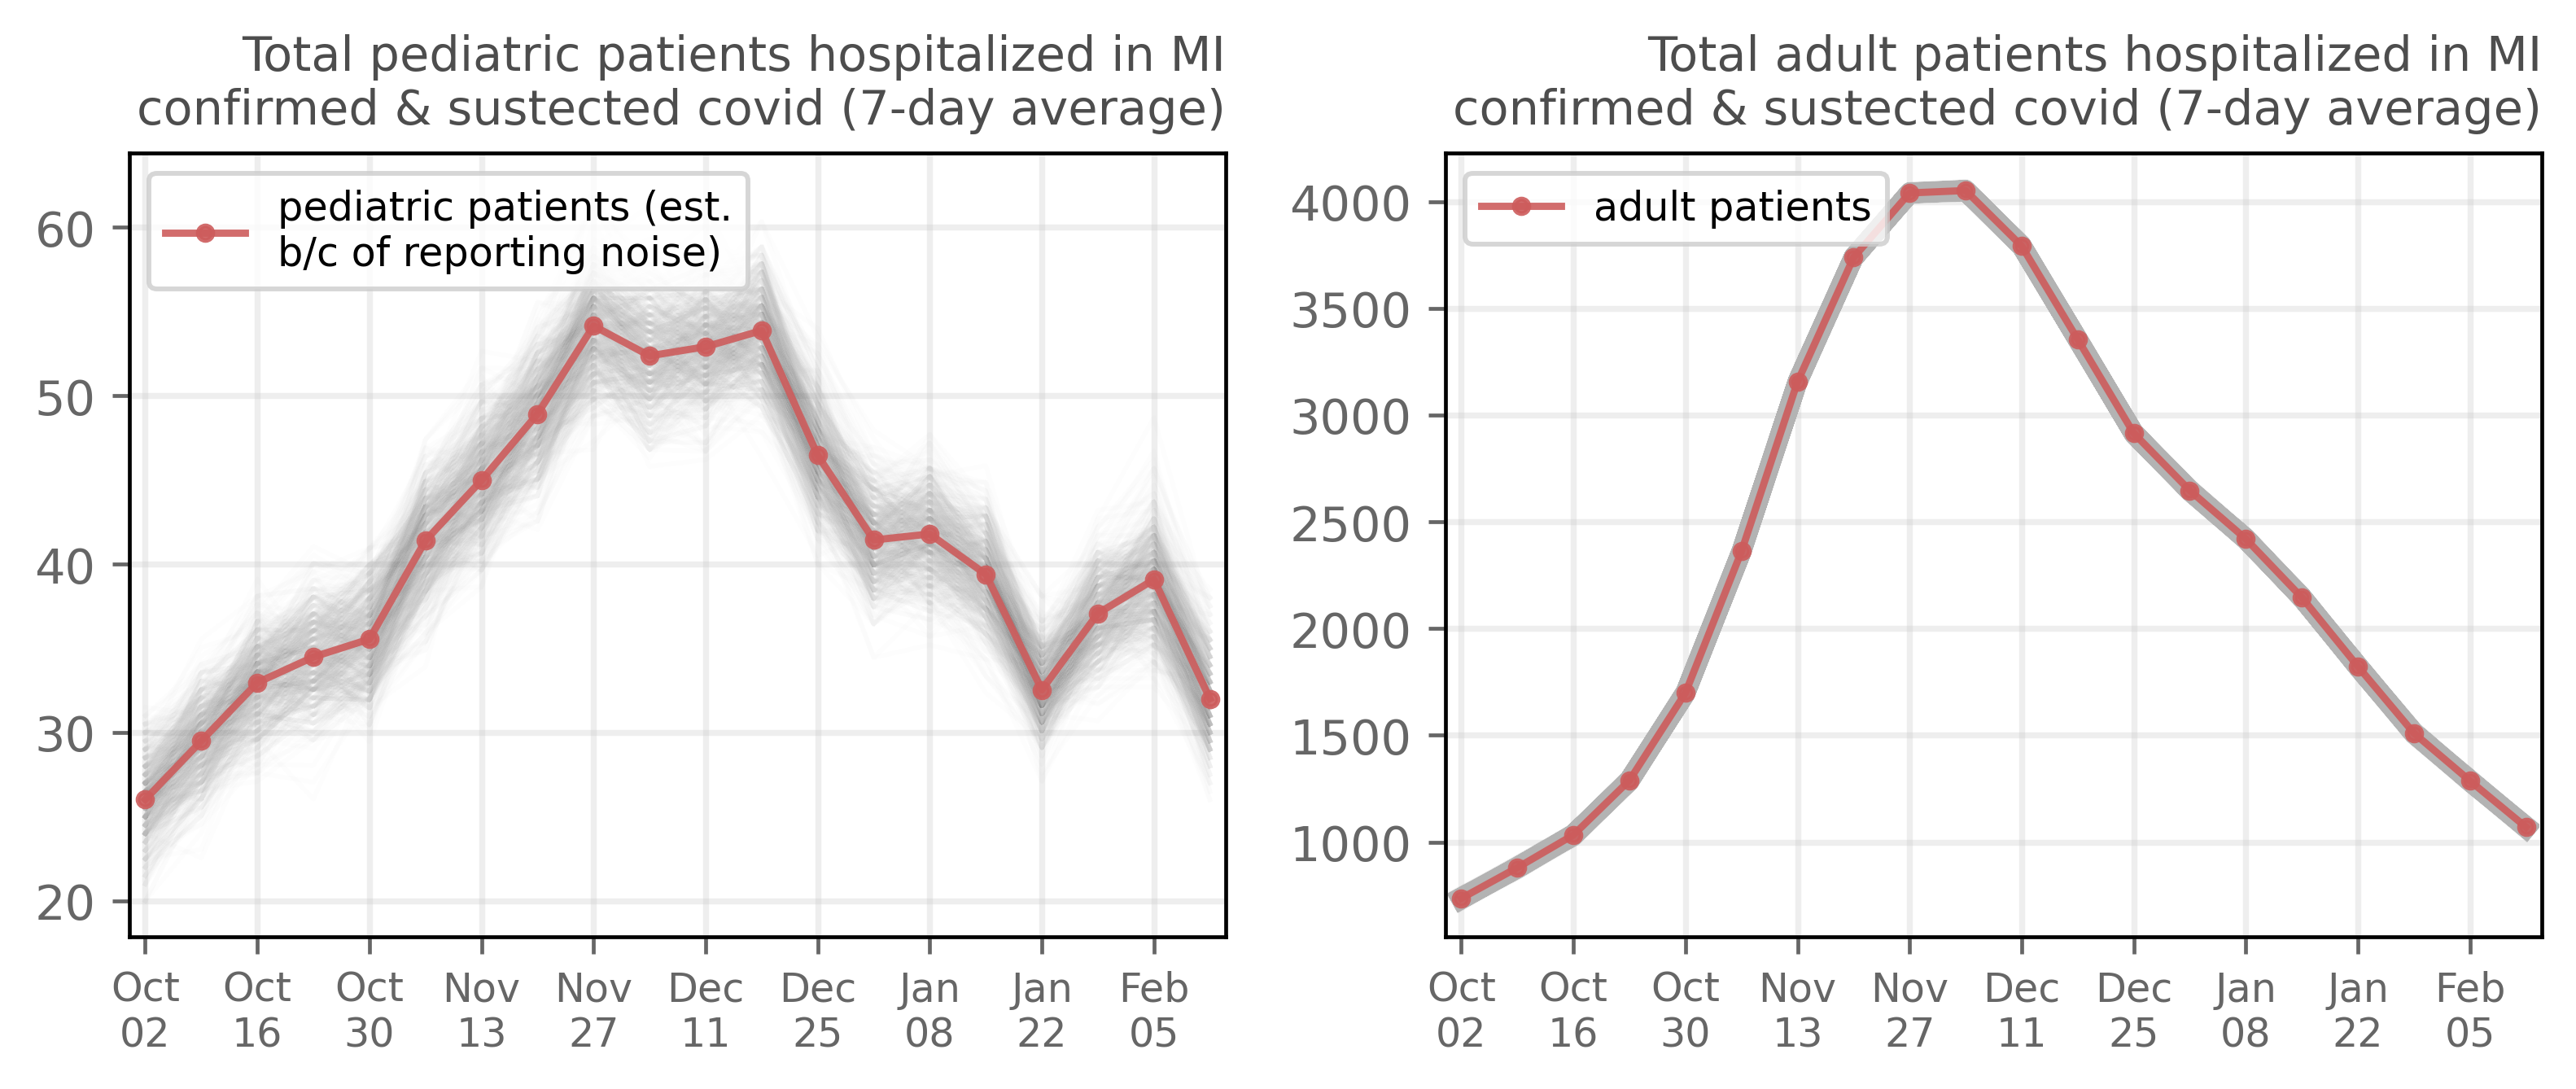 Total pediatric patients hospitalized in MI
confirmed & sustected covid (7-day average)
pediatric patients (est.
b/c of reporting noise)
60
50
40
30
20
Oct Oct Oct Nov Nov Dec Dec Jan Jan Feb
02 16 30 13 27 11 25 08 22 05
Total adult patients hospitalized in MI
confirmed & sustected covid (7-day average)
adult patients
4000
3500
3000
2500
2000
1500
1000
Oct Oct Oct Nov Nov Dec Dec Jan Jan Feb
02 16 30 13 27 11 25 08 22 05